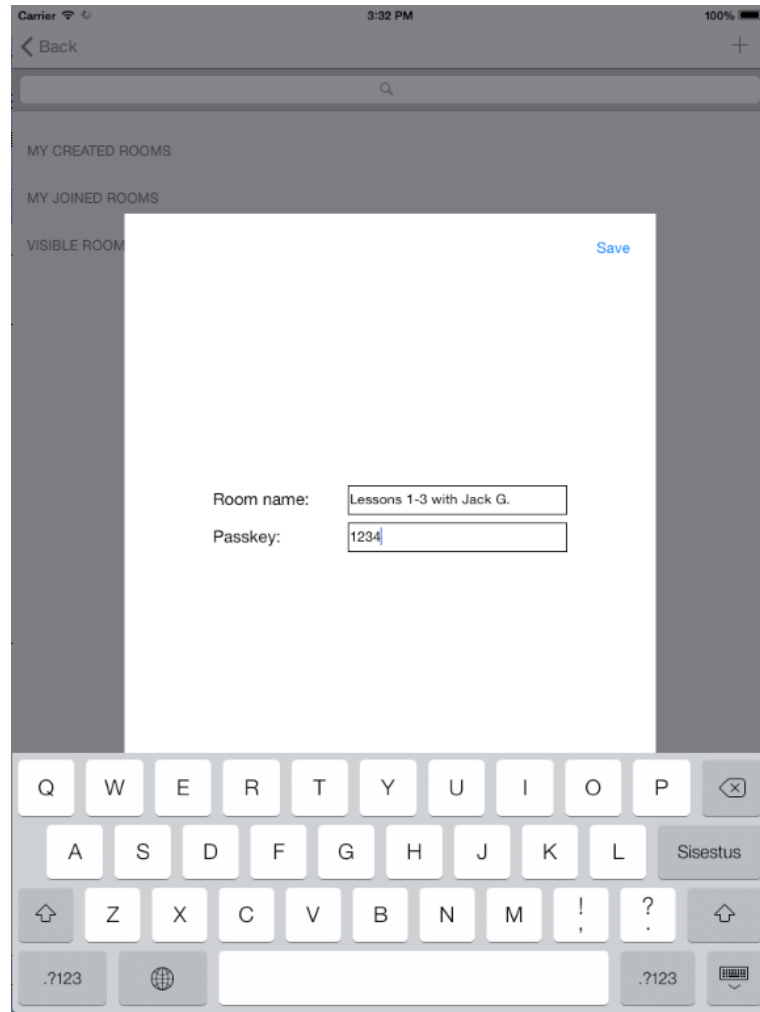 Carrier 3:32 PM 100%
Back +
MY CREATED ROOMS
MY JOINED ROOMS
VISIBLE ROOM
Save
Room name: Lessons 1-3 with Jack G.
Passkey: 1234
Q W E R T Y U I O P
A S D F G H J K L Sisestus
Z X C V B N M ! , ? .
.?123 .?123